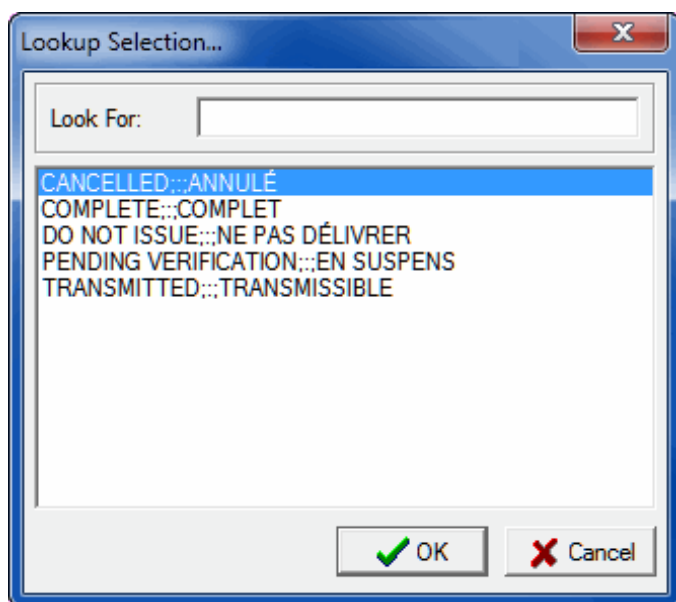 Lookup Selection...
Look For:
CANCELLED;:;ANNULÉ
COMPLETE;:;COMPLET
DO NOT ISSUE;:;NE PAS DÉLIVRER
PENDING VERIFICATION;:;EN SUSPENS
TRANSMITTED;:;TRANSMISSIBLE
OK
Cancel